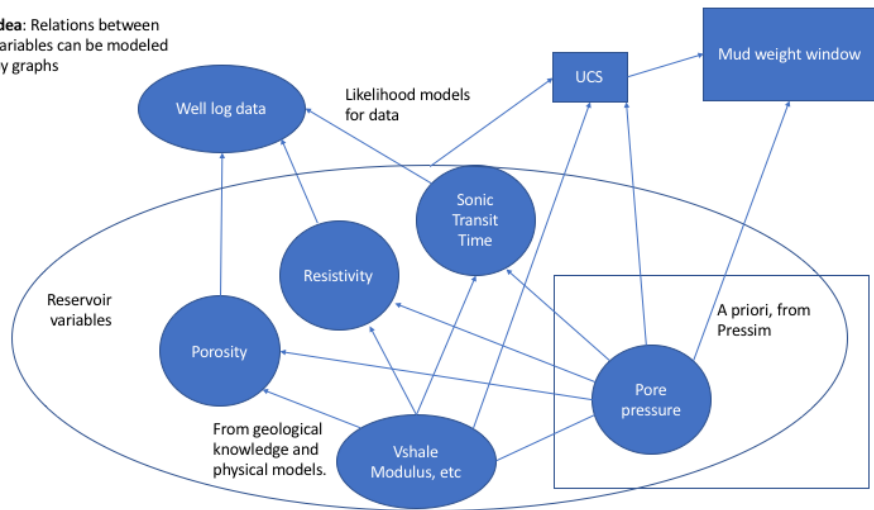 dea: Relations between
ariables can be modeled
y graphs
Well log data
Likelihood models
for data
UCS
Mud weight window
Sonic
Transit
Time
Resistivity
Reservoir
variables
Porosity
A priori, from
Pressim
Pore
pressure
From geological
knowledge and
physical models.
Vshale
Modulus, etc